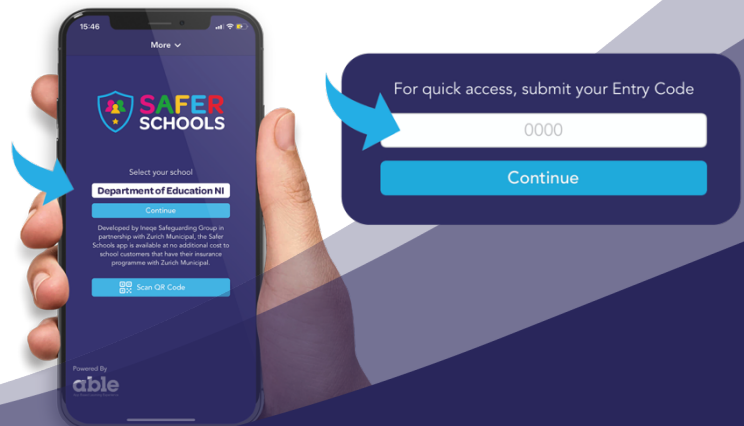 15:46
More
SAFER
SCHOOLS
Select your school
Department of Education NI
Continue
Developed by Ineqe Safeguarding Group in
partnership with Zurich Municipal, the Safer
Schools app is available at no additional cost to
school customers that have their insurance
programme with Zurich Municipal.
Scan QR Code
Powered By
able
For quick access, submit your Entry Code
0000
Continue